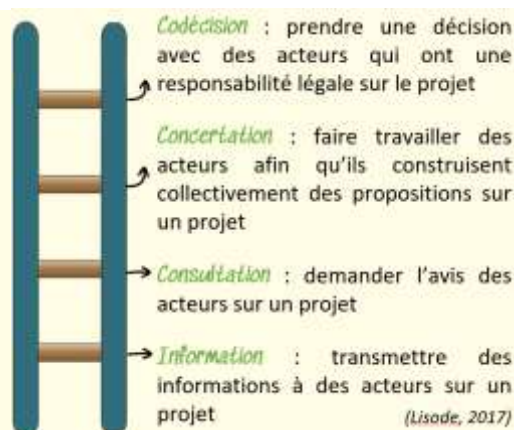 Codécision : prendre une décision
avec des acteurs qui ont une
responsabilité légale sur le projet
Concertation : faire travailler des
acteurs afin qu'ils construisent
collectivement des propositions sur
un projet
Consultation : demander l'avis des
acteurs sur un projet
Information : transmettre des
informations à des acteurs sur un
projet (Lisode, 2017)